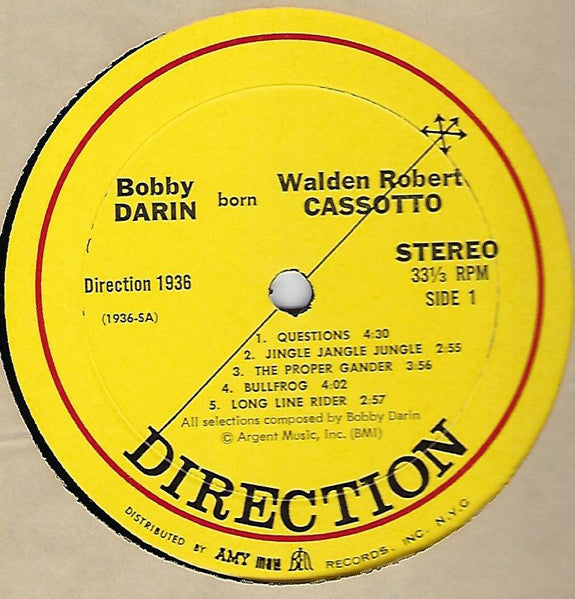 Bobby DARIN born Walden Robert CASSOTTO
STEREO
33⅓ RPM
SIDE 1
Direction 1936
(1936-SA)
1. QUESTIONS 4:30
2. JINGLE JANGLE JUNGLE 2:55
3. THE PROPER GANDER 3:56
4. BULLFROG 4:02
5. LONG LINE RIDER 2:57
All selections composed by Bobby Darin
© Argent Music, Inc. (BMI)
DIRECTION
DISTRIBUTED BY AMY mala Bell RECORDS, INC. N.Y.C